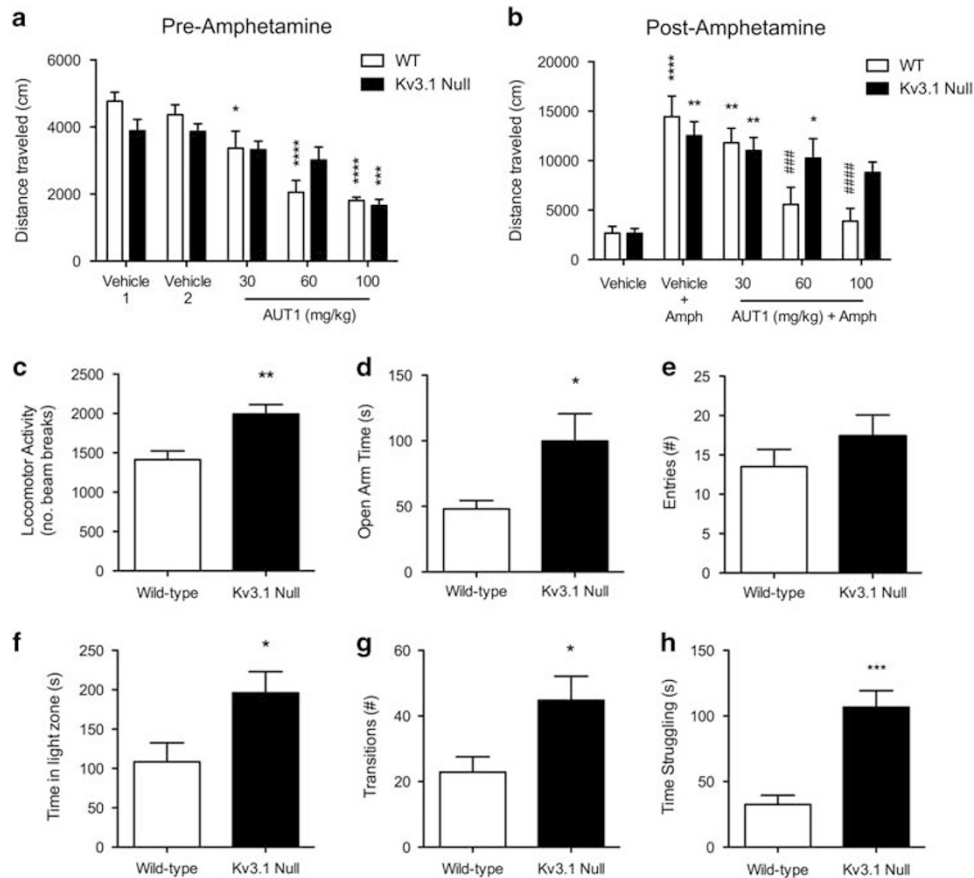 a
Pre-Amphetamine
Distance traveled (cm)
6000
4000
2000
0
WT
Kv3.1 Null
*
****
****
***
Vehicle
1
Vehicle
2
30
60
100
AUT1 (mg/kg)
b
Post-Amphetamine
Distance traveled (cm)
20000
15000
10000
5000
0
WT
Kv3.1 Null
****
**
**
**
###
*
####
Vehicle
Vehicle
+
Amph
30
60
100
AUT1 (mg/kg) + Amph
c
Locomotor Activity
(no. beam breaks)
2500
2000
1500
1000
500
0
**
Wild-type
Kv3.1 Null
d
Open Arm Time (s)
150
100
50
0
*
Wild-type
Kv3.1 Null
e
Entries (#)
25
20
15
10
5
0
Wild-type
Kv3.1 Null
f
Time in light zone (s)
250
200
150
100
50
0
*
Wild-type
Kv3.1 Null
g
Transitions (#)
60
40
20
0
*
Wild-type
Kv3.1 Null
h
Time Struggling (s)
150
100
50
0
***
Wild-type
Kv3.1 Null